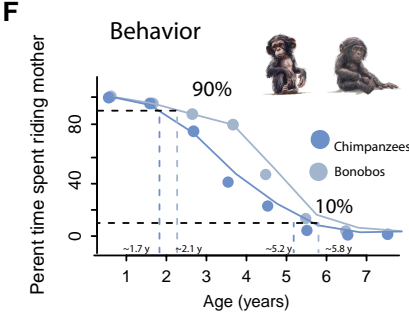 F
Behavior
90%
Chimpanzees
Bonobos
10%
Perent time spent riding mother
80
40
0
~1.7 y
~2.1 y
~5.2 y
~5.8 y
1 2 3 4 5 6 7
Age (years)